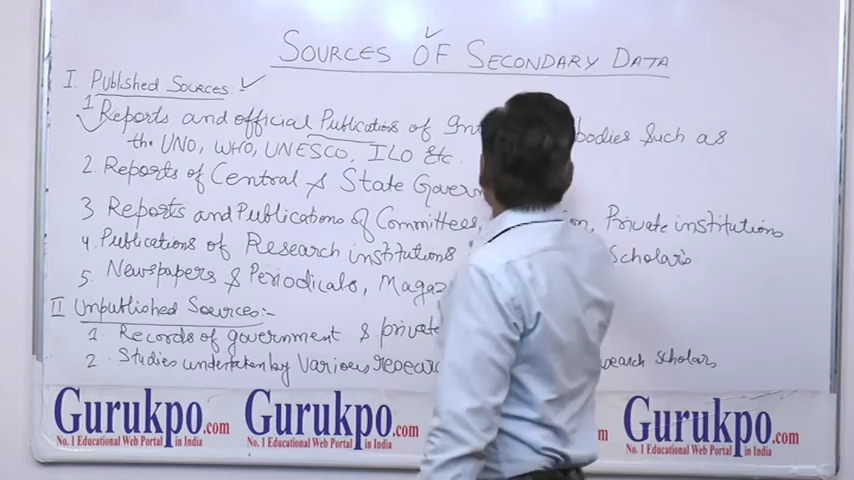 SOURCES OF SECONDARY DATA
I Published Sources:-
1. Reports and official Publications of bodies such as
the UNO, WHO, UNESCO, ILO Etc.
2. Reports of Central & State
3 Reports and Publications of Committees, Private institutions
4. Publications of Research institutions Scholars
5. Newspapers & Periodicals,
II Unpublished Sources:-
1 Records of government & private
2 Studies undertaken by Various scholars
Gurukpo.com Gurukpo.com Gurukpo.com
No. 1 Educational Web Portal in India No. 1 Educational Web Portal in India No. 1 Educational Web Portal in India